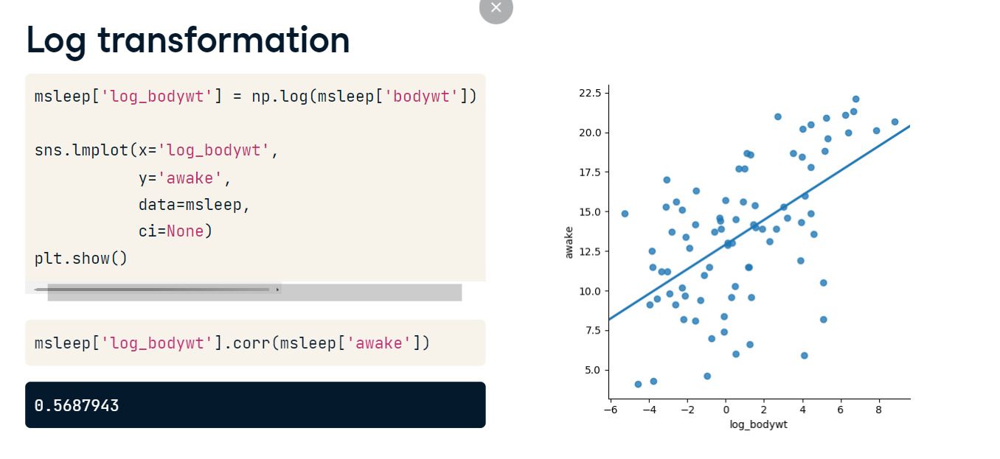 Log transformation
msleep['log_bodywt'] = np.log(msleep['bodywt'])
sns.lmplot(x='log_bodywt',
y='awake',
data=msleep,
ci=None)
plt.show()
msleep['log_bodywt'].corr(msleep['awake'])
0.5687943
22.5
20.0
17.5
15.0
12.5
10.0
7.5
5.0
awake
−6 −4 −2 0 2 4 6 8
log_bodywt